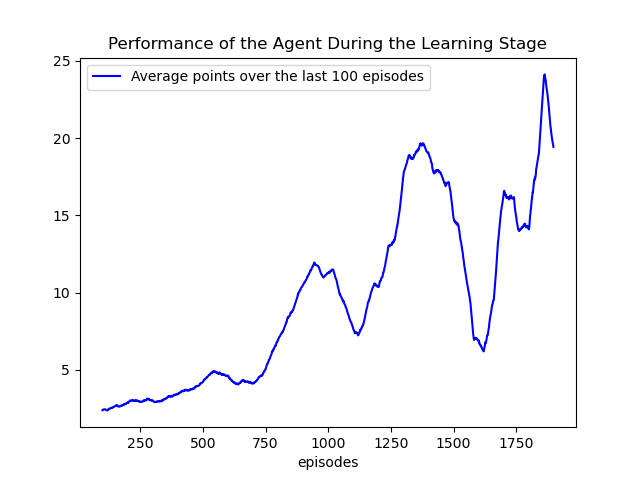 Performance of the Agent During the Learning Stage
Average points over the last 100 episodes
25
20
15
10
5
250 500 750 1000 1250 1500 1750
episodes